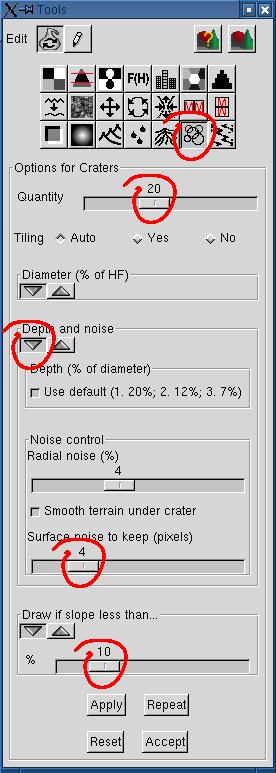 Tools
Edit
F(H)
Options for Craters
20
Quantity
Tiling Auto Yes No
Diameter (% of HF)
Depth and noise
Depth (% of diameter)
Use default (1. 20%; 2. 12%; 3. 7%)
Noise control
Radial noise (%)
4
Smooth terrain under crater
Surface noise to keep (pixels)
4
Draw if slope less than...
10
%
Apply Repeat
Reset Accept